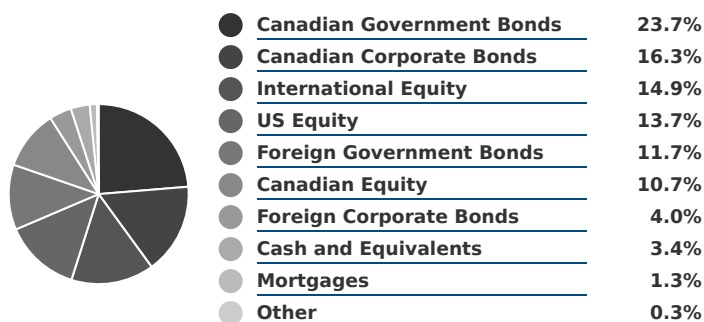 Canadian Government Bonds 23.7%
Canadian Corporate Bonds 16.3%
International Equity 14.9%
US Equity 13.7%
Foreign Government Bonds 11.7%
Canadian Equity 10.7%
Foreign Corporate Bonds 4.0%
Cash and Equivalents 3.4%
Mortgages 1.3%
Other 0.3%